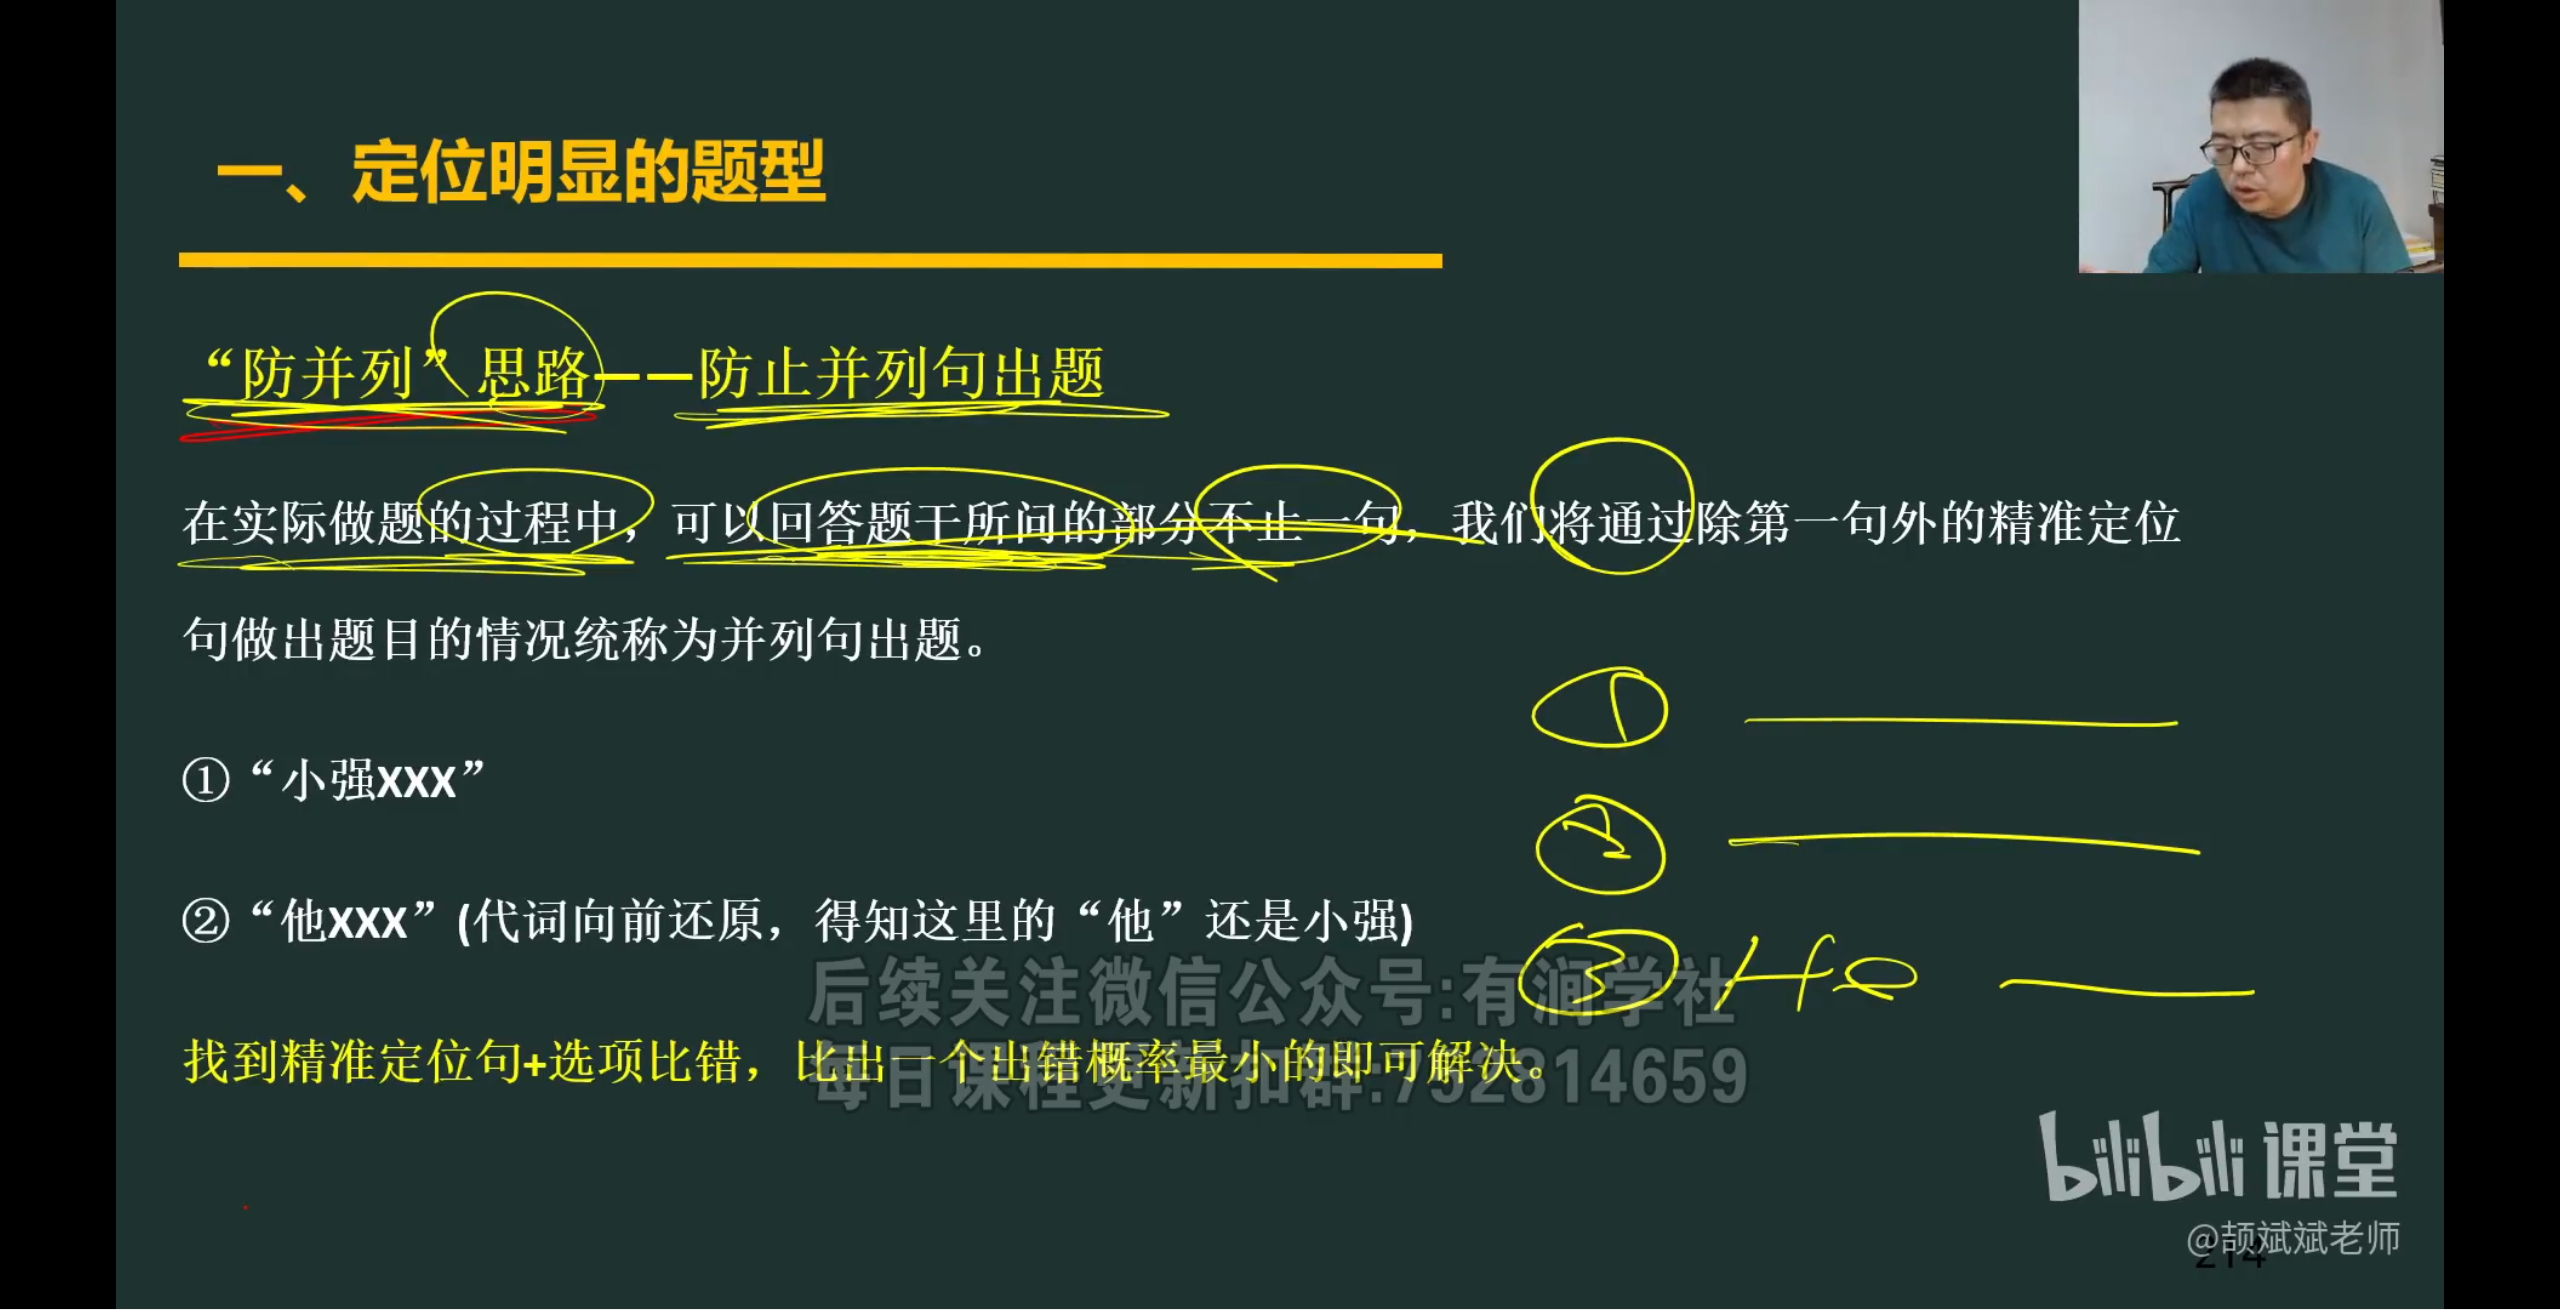 一、定位明显的题型
“防并列”思路——防止并列句出题
在实际做题的过程中，可以回答题干所问的部分不止一句，我们将通过除第一句外的精准定位
句做出题目的情况统称为并列句出题。
①
①“小强XXX”
②
②“他XXX”(代词向前还原，得知这里的“他”还是小强)
③ He
后续关注微信公众号:有涧学社
找到精准定位句+选项比错，比出一个出错概率最小的即可解决。
每日课程更新扣群:752814659
bilibili课堂
@颉斌斌老师
214